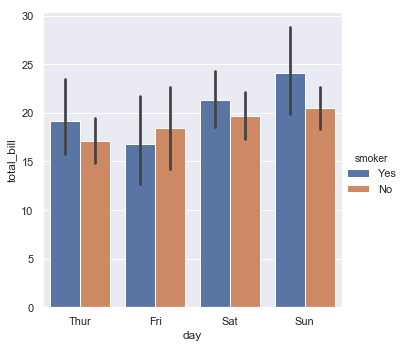 30
25
20
15
10
5
0
total_bill
Thur
Fri
Sat
Sun
day
smoker
Yes
No